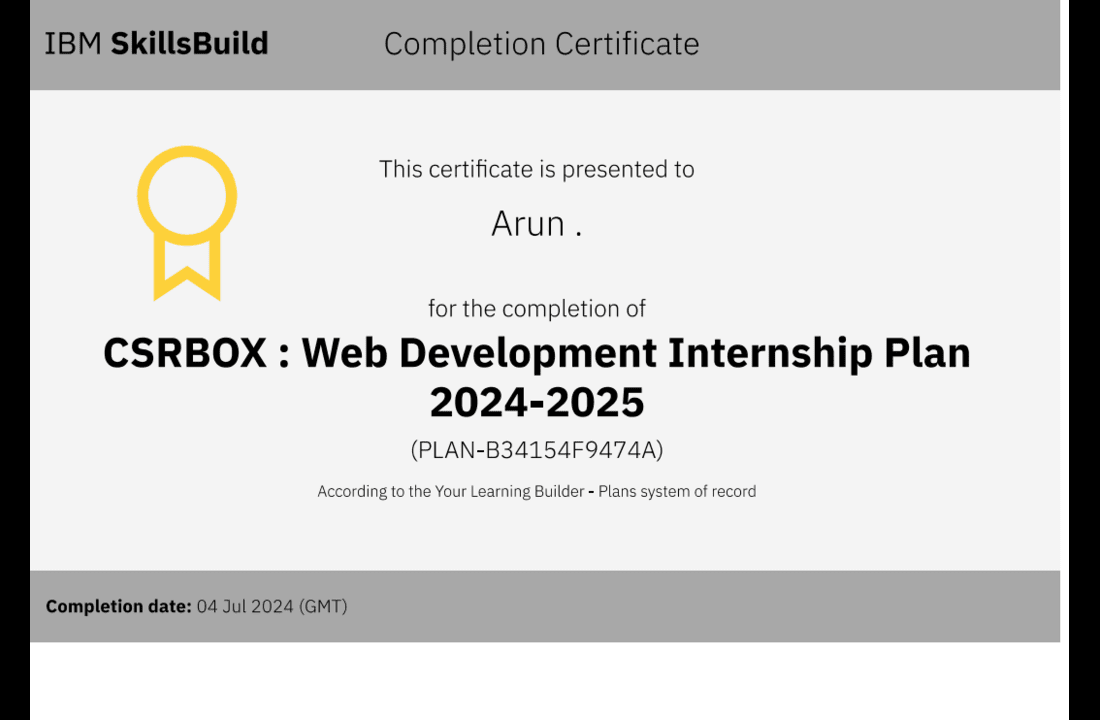 IBM SkillsBuild
Completion Certificate
This certificate is presented to
Arun .
for the completion of
CSRBOX : Web Development Internship Plan
2024-2025
(PLAN-B34154F9474A)
According to the Your Learning Builder - Plans system of record
Completion date: 04 Jul 2024 (GMT)